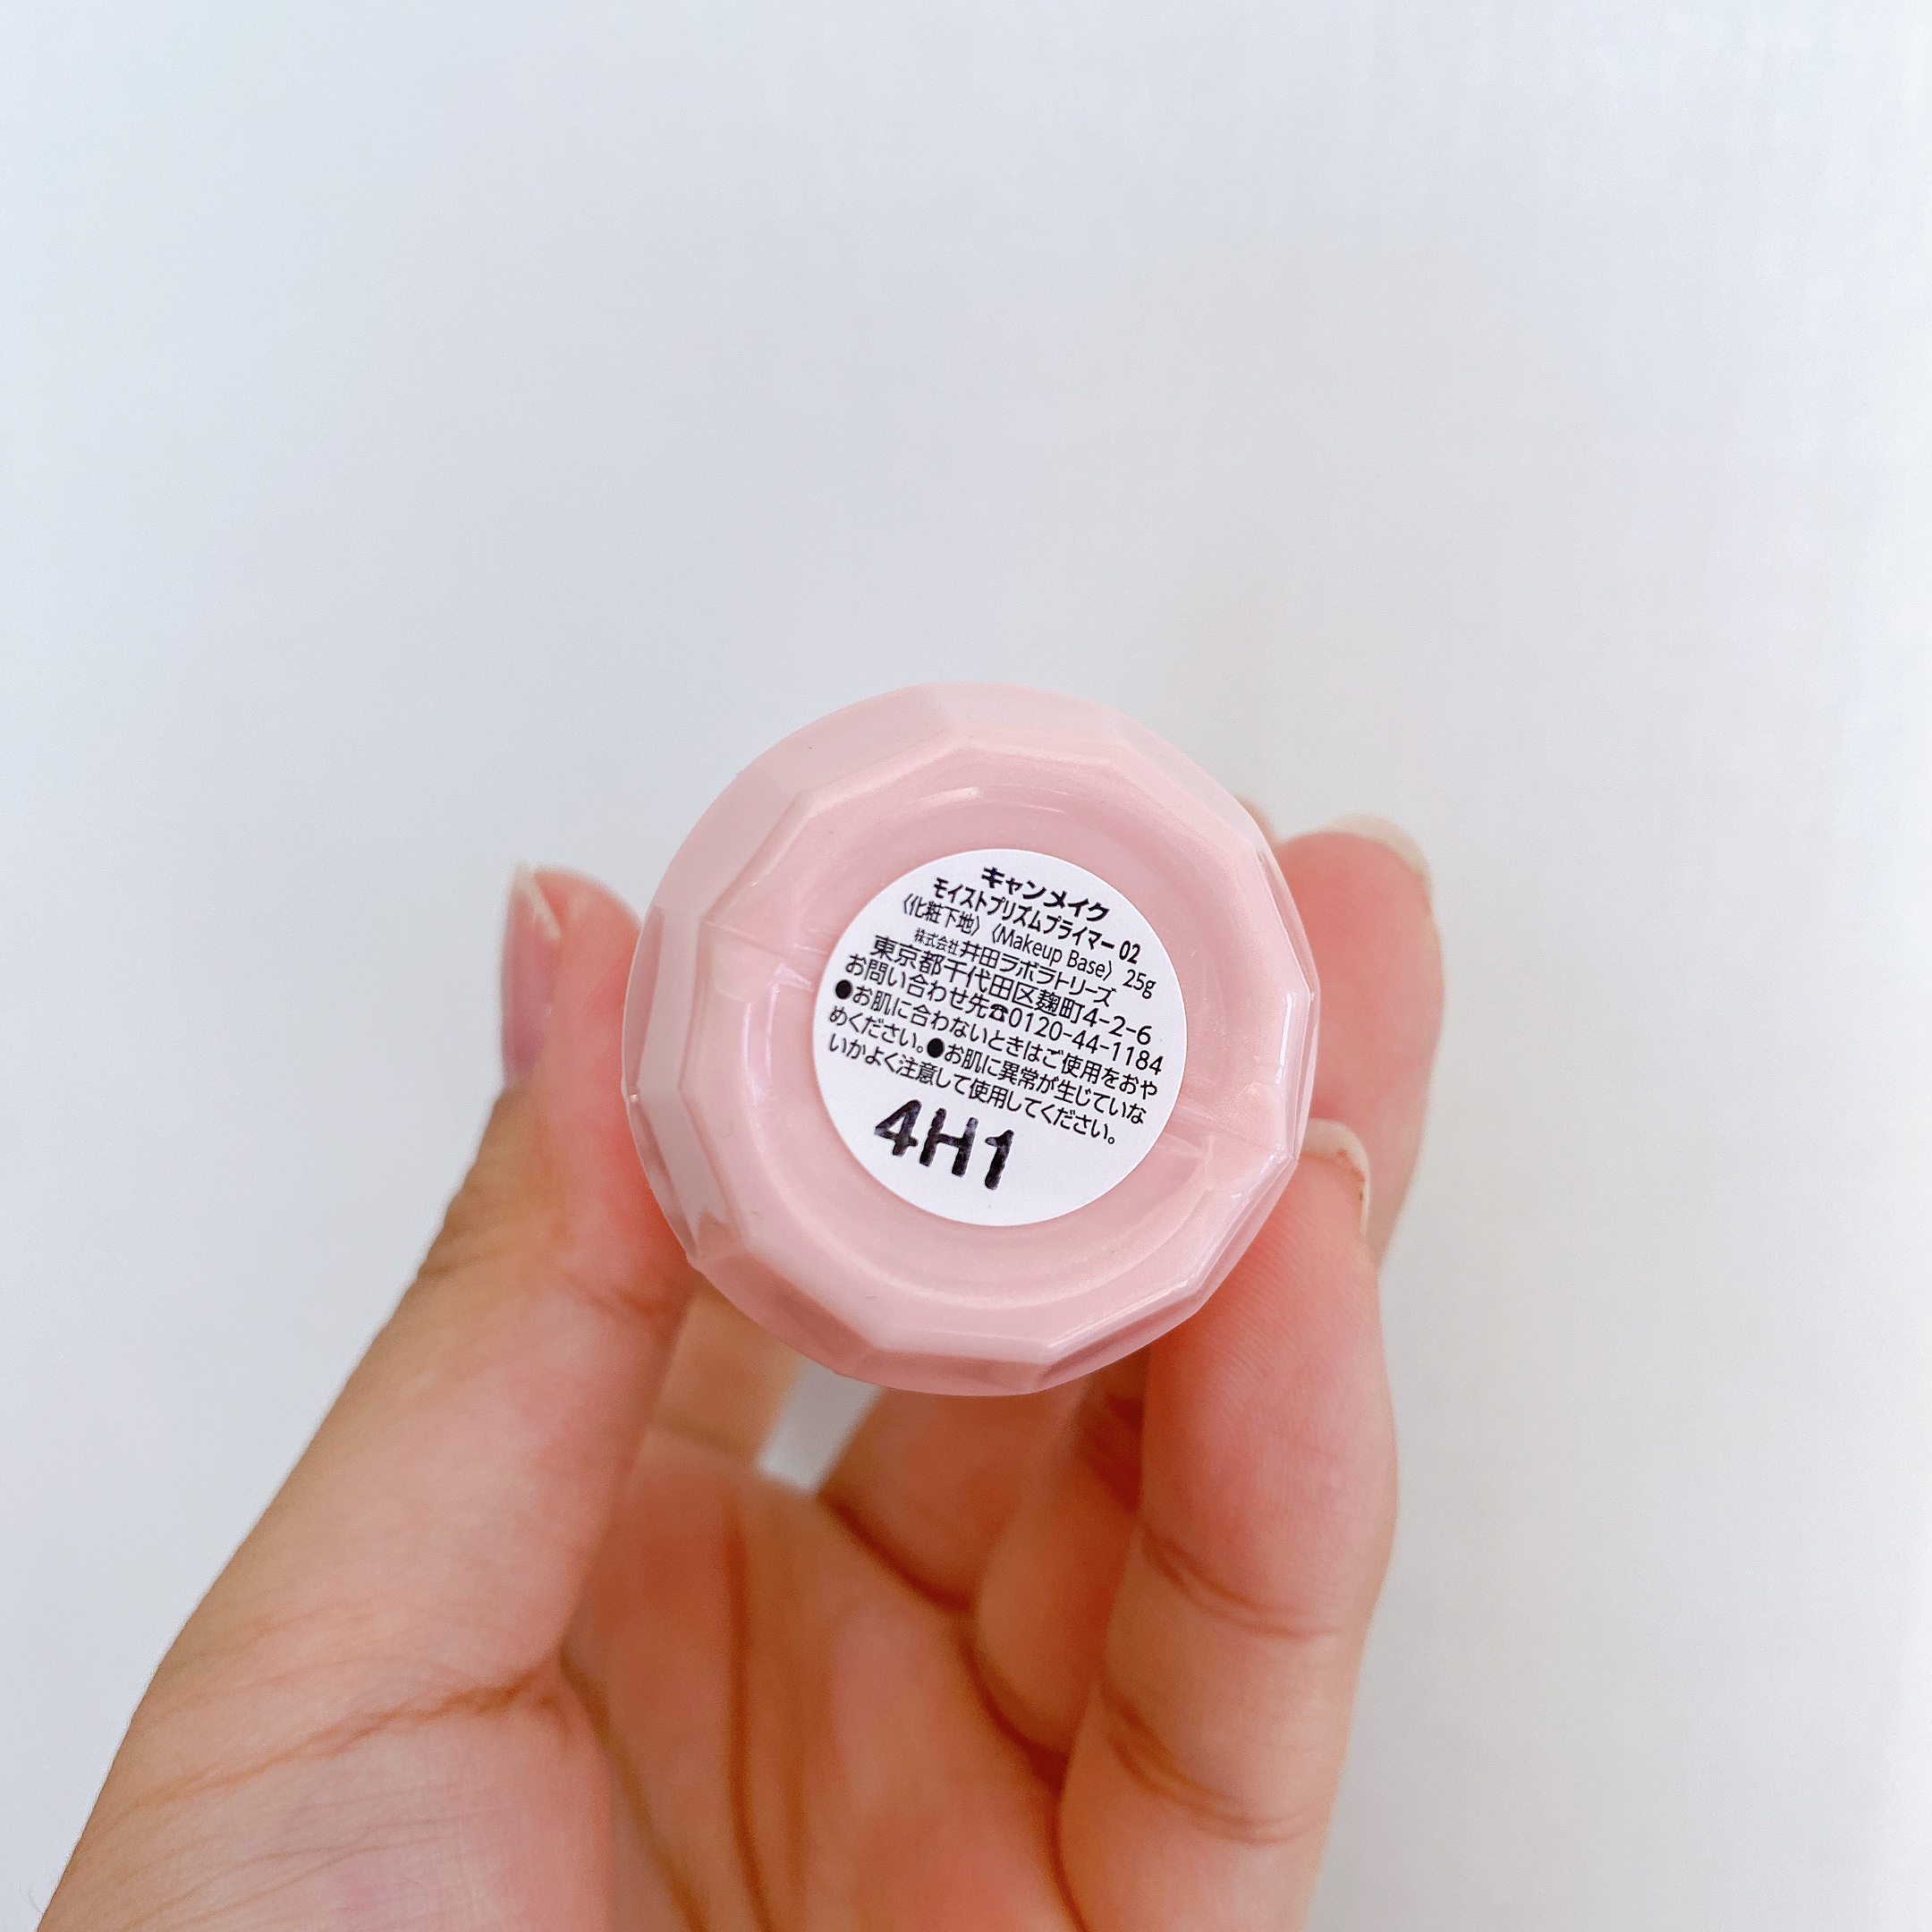 キャンメイク
モイストプリズムプライマー 02
〈化粧下地〉〈Makeup Base〉 25g
株式会社井田ラボラトリーズ
東京都千代田区麹町4-2-6
お問い合わせ先☎0120-44-1184
●お肌に合わないときはご使用をおや
めください。●お肌に異常が生じていな
いかよく注意して使用してください。
4H1